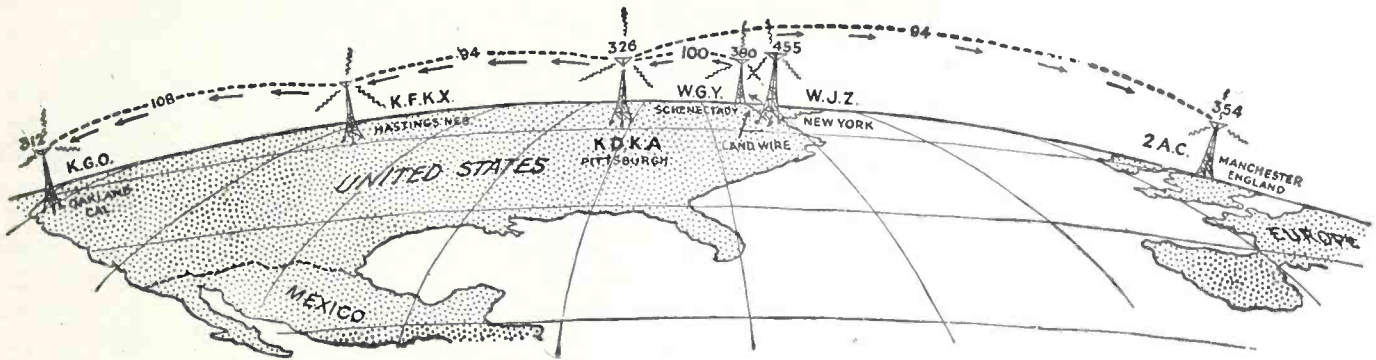 94
326
100
380
455
94
94
108
K.F.K.X.
HASTINGS NEB
W.G.Y.
SCHENECTADY
W.J.Z.
NEW YORK
354
312
K.G.O.
OAKLAND
CAL
K.D.K.A
PITTSBURGH
LAND WIRE
UNITED STATES
2 A.C.
MANCHESTER
ENGLAND
EUROPE
MEXICO